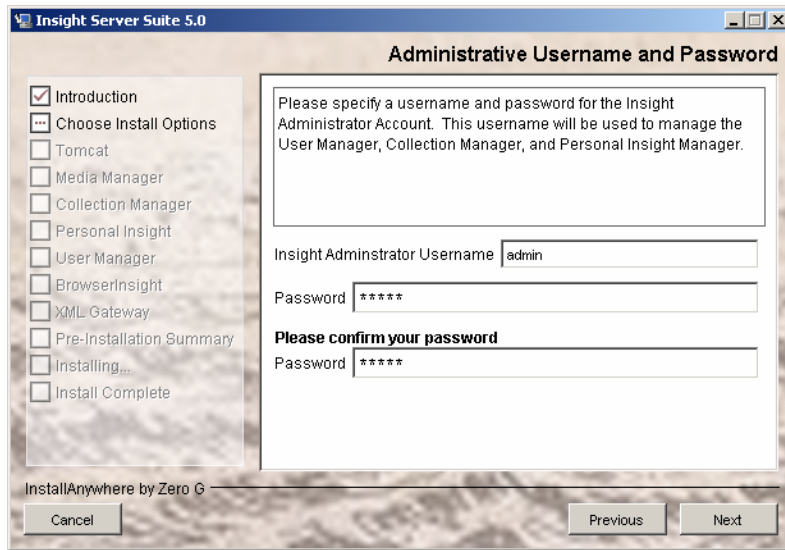 Insight Server Suite 5.0
Administrative Username and Password
Introduction
Choose Install Options
Tomcat
Media Manager
Collection Manager
Personal Insight
User Manager
BrowserInsight
XML Gateway
Pre-Installation Summary
Installing...
Install Complete
Please specify a username and password for the Insight
Administrator Account. This username will be used to manage the
User Manager, Collection Manager, and Personal Insight Manager.
Insight Adminstrator Username admin
Password *****
Please confirm your password
Password *****
InstallAnywhere by Zero G
Cancel
Previous
Next